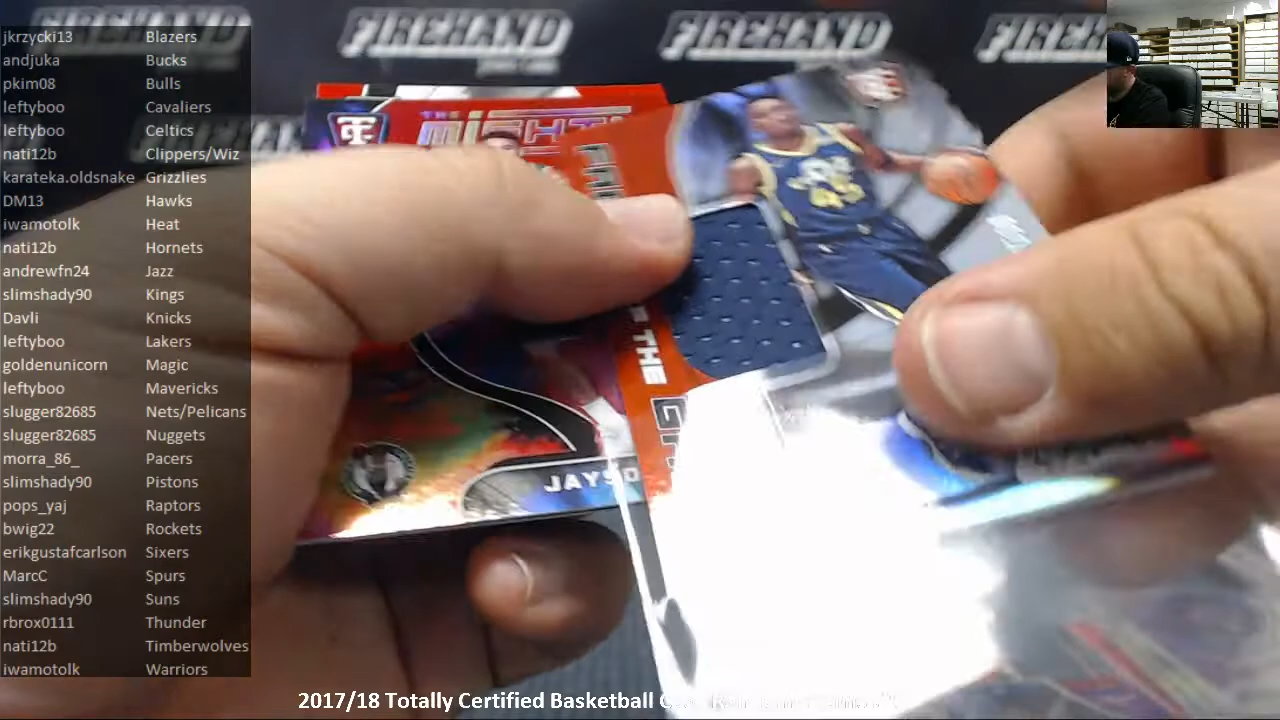 FIREHAND FIREHAND FIREHAND FIREHAND
jkrzycki13 Blazers
andjuka Bucks
pkim08 Bulls
leftyboo Cavaliers
leftyboo Celtics
nati12b Clippers/Wiz
karateka.oldsnake Grizzlies
DM13 Hawks
iwamotolk Heat
nati12b Hornets
andrewfn24 Jazz
slimshady90 Kings
Davli Knicks
leftyboo Lakers
goldenunicorn Magic
leftyboo Mavericks
slugger82685 Nets/Pelicans
slugger82685 Nuggets
morra_86_ Pacers
slimshady90 Pistons
pops_yaj Raptors
bwig22 Rockets
erikgustafcarlson Sixers
MarcC Spurs
slimshady90 Suns
rbrox0111 Thunder
nati12b Timberwolves
iwamotolk Warriors
THE
THE
2017/18 Totally Certified Basketball